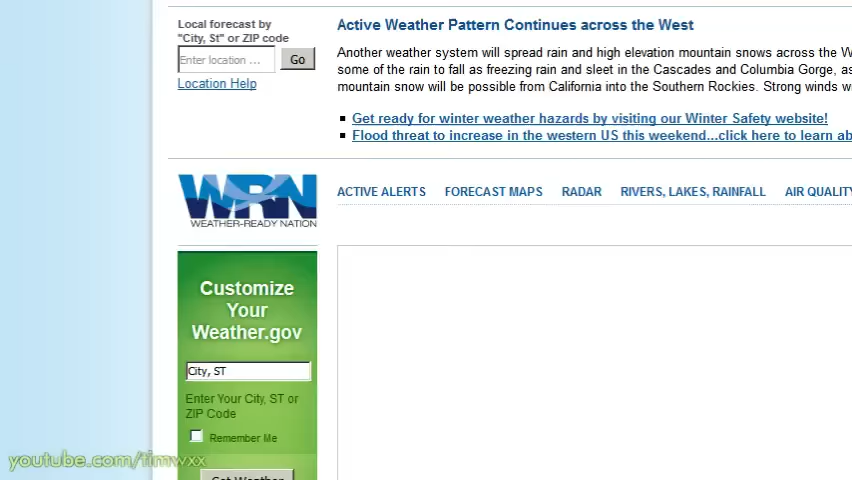 Local forecast by
"City, St" or ZIP code
Enter location ...
Go
Location Help
Active Weather Pattern Continues across the West
Another weather system will spread rain and high elevation mountain snows across the W
some of the rain to fall as freezing rain and sleet in the Cascades and Columbia Gorge, as
mountain snow will be possible from California into the Southern Rockies. Strong winds w
Get ready for winter weather hazards by visiting our Winter Safety website!
Flood threat to increase in the western US this weekend...click here to learn ab
WRN
WEATHER-READY NATION
ACTIVE ALERTS FORECAST MAPS RADAR RIVERS, LAKES, RAINFALL AIR QUALITY
Customize
Your
Weather.gov
City, ST
Enter Your City, ST or
ZIP Code
Remember Me
Get Weather
youtube.com/timwxx